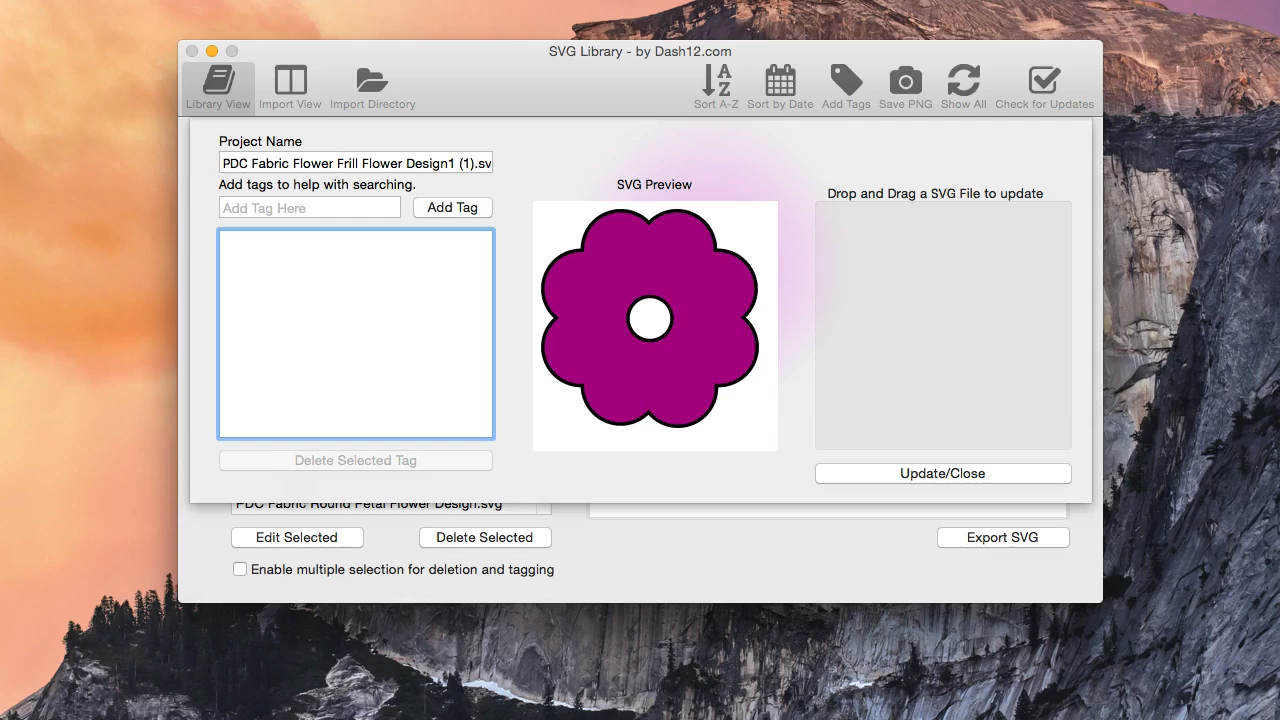 SVG Library - by Dash12.com
Library View Import View Import Directory Sort A-Z Sort by Date Add Tags Save PNG Show All Check for Updates
Project Name
PDC Fabric Flower Frill Flower Design1 (1).sv
Add tags to help with searching.
Add Tag Here
Add Tag
Delete Selected Tag
SVG Preview
Drop and Drag a SVG File to update
Update/Close
PDC Fabric Round Petal Flower Design.svg
Edit Selected
Delete Selected
Export SVG
Enable multiple selection for deletion and tagging